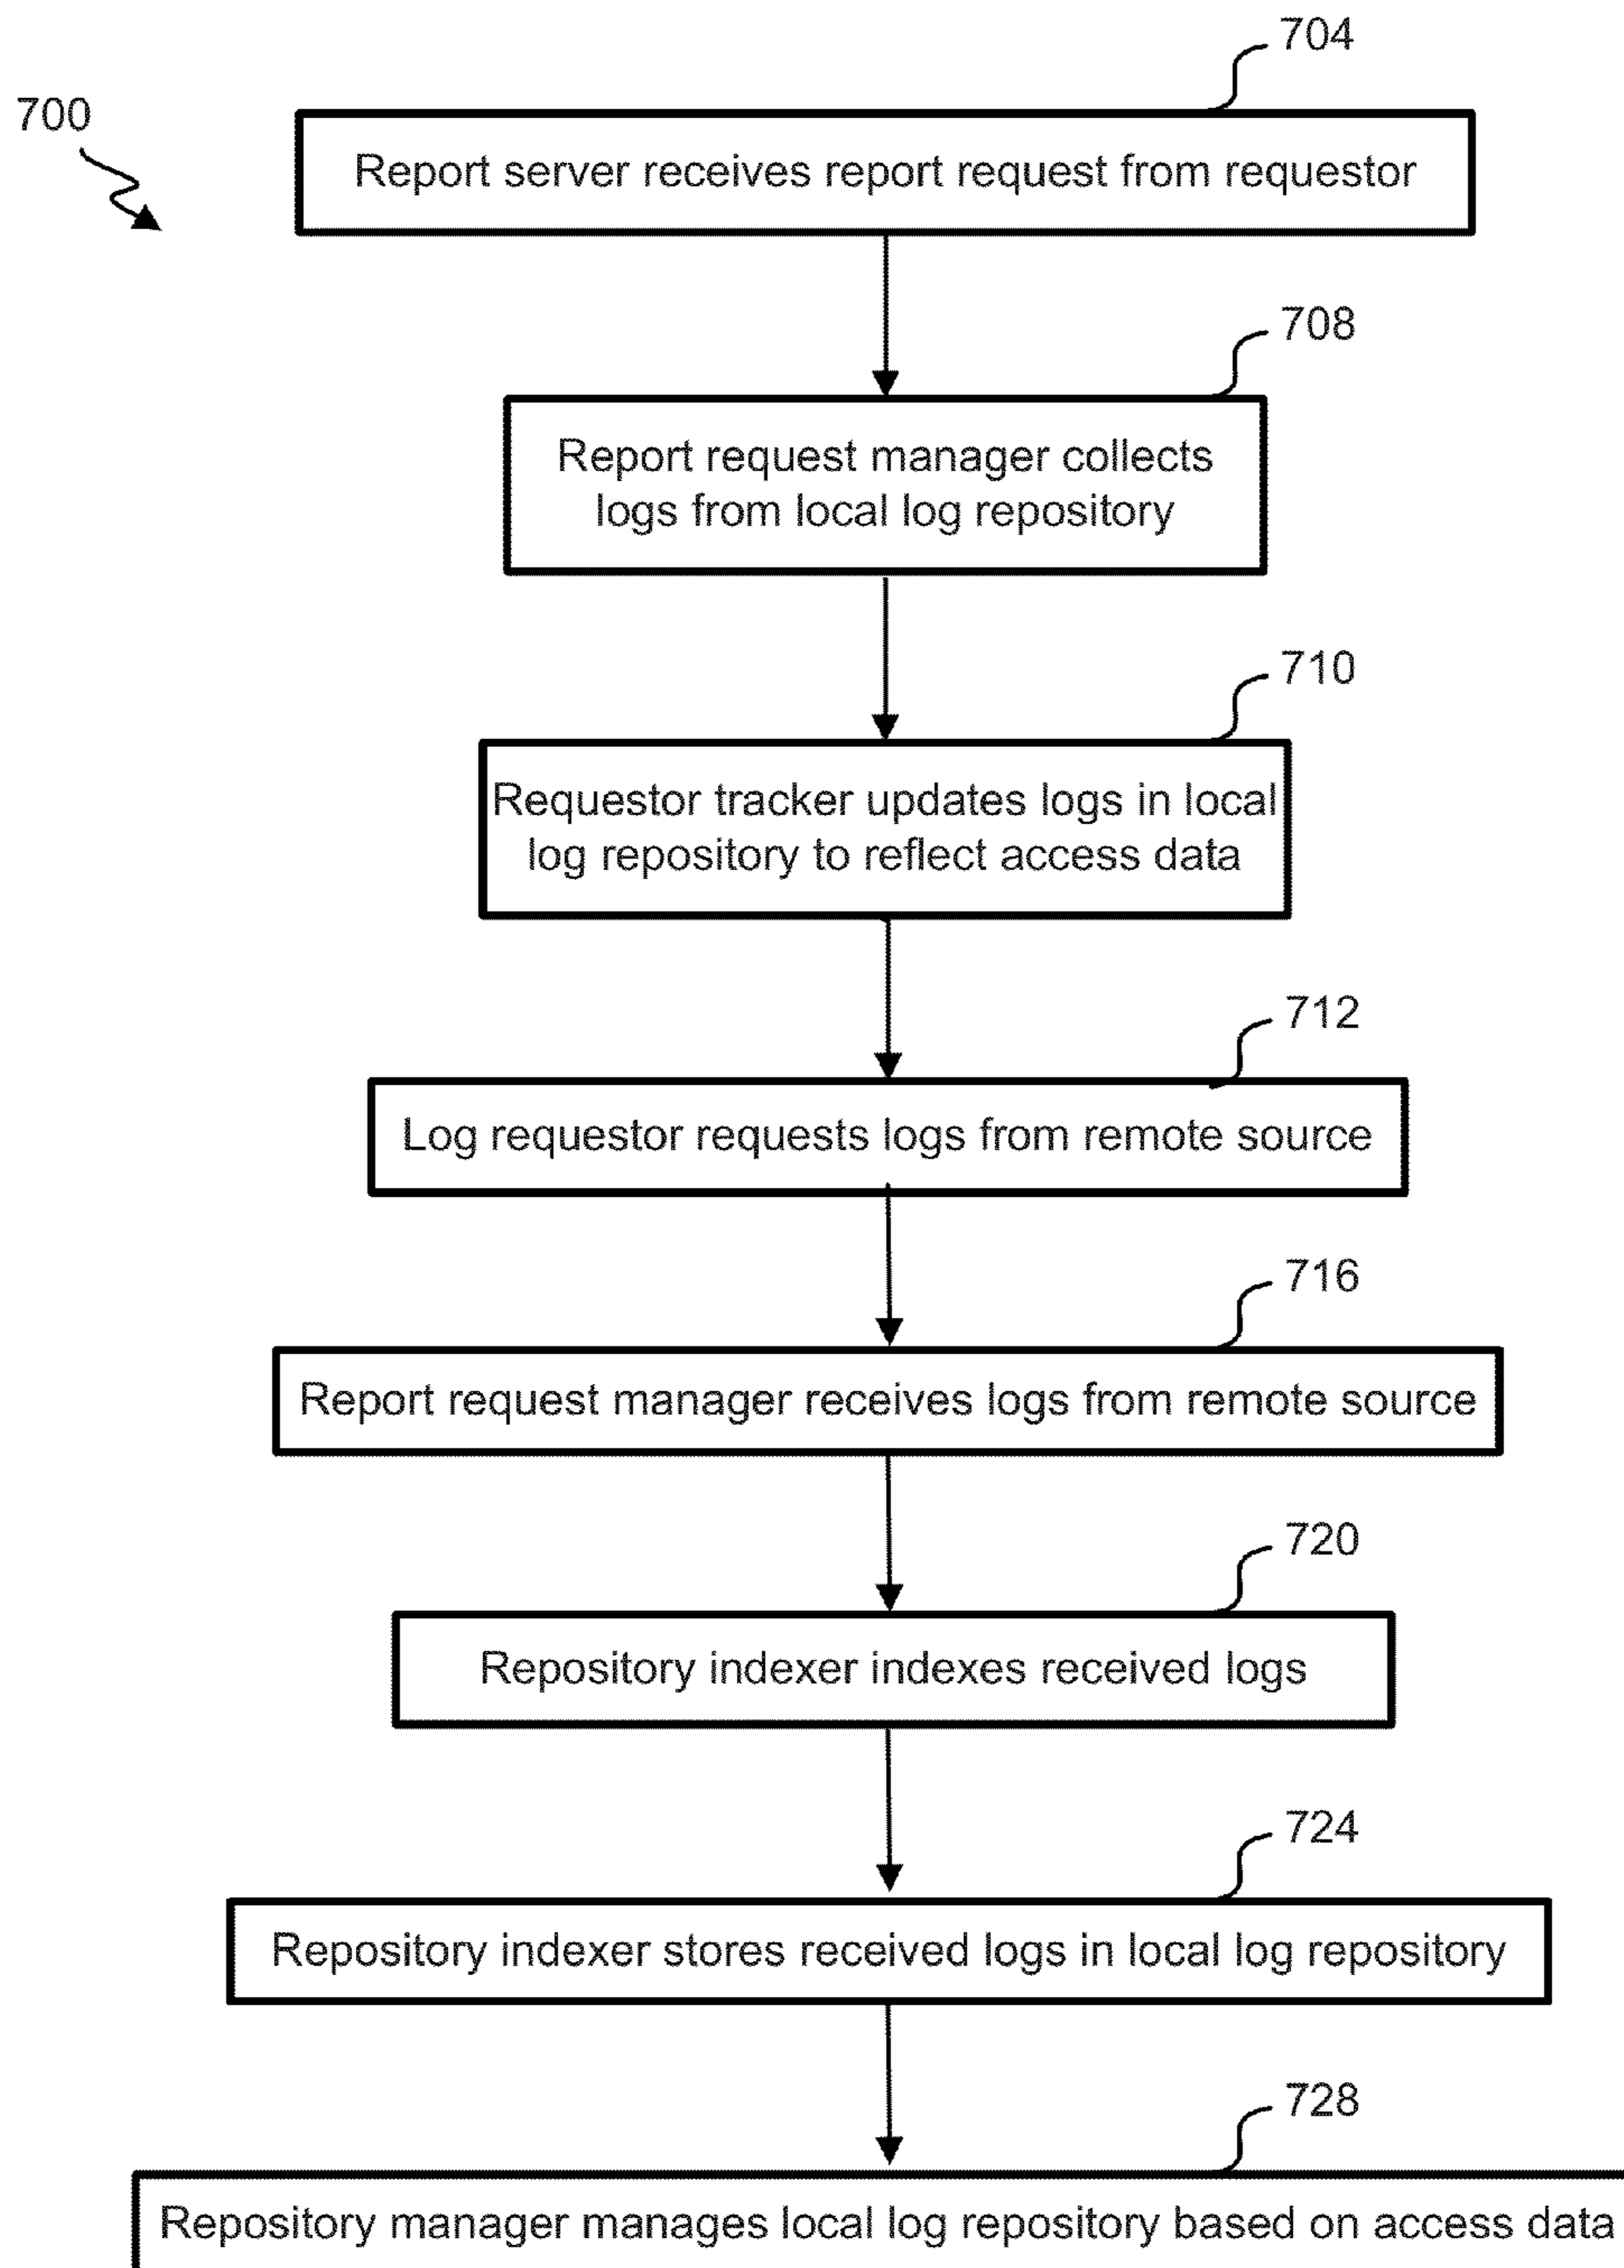 704
700
Report server receives report request from requestor
708
Report request manager collects
logs from local log repository
710
Requestor tracker updates logs in local
log repository to reflect access data
712
Log requestor requests logs from remote source
716
Report request manager receives logs from remote source
720
Repository indexer indexes received logs
724
Repository indexer stores received logs in local log repository
728
Repository manager manages local log repository based on access data